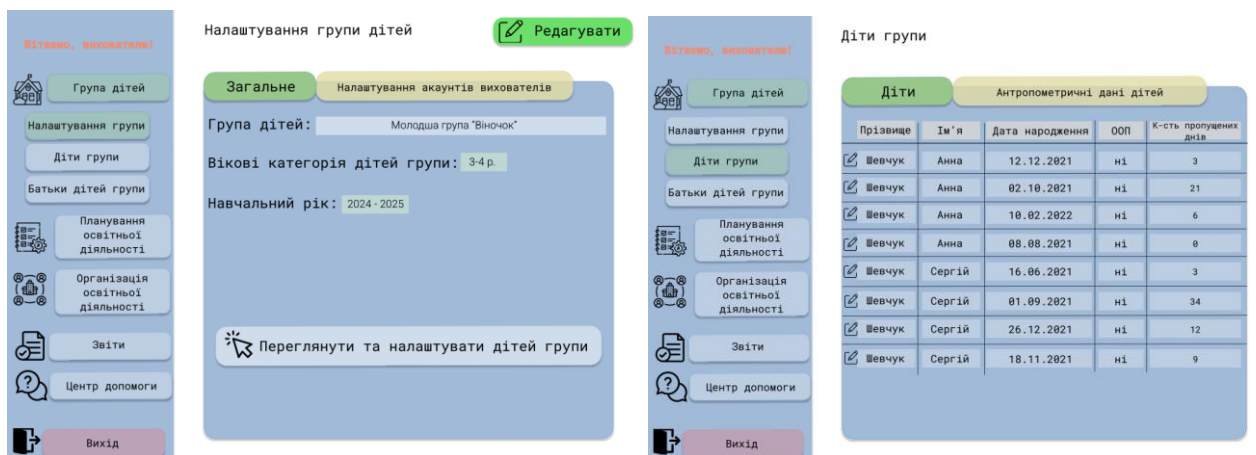 Вітаємо, вихователю!
Група дітей
Налаштування групи
Діти групи
Батьки дітей групи
Планування
освітньої
діяльності
Організація
освітньої
діяльності
Звіти
Центр допомоги
Вихід
Налаштування групи дітей
Редагувати
Загальне
Налаштування акаунтів вихователів
Група дітей: Молодша група "Віночок"
Вікові категорія дітей групи: 3-4 р.
Навчальний рік: 2024 - 2025
Переглянути та налаштувати дітей групи
Вітаємо, вихователю!
Група дітей
Налаштування групи
Діти групи
Батьки дітей групи
Планування
освітньої
діяльності
Організація
освітньої
діяльності
Звіти
Центр допомоги
Вихід
Діти групи
Діти
Антропометричні дані дітей
Прізвище Ім'я Дата народження ООП К-сть пропущених
днів
Шевчук Анна 12.12.2021 ні 3
Шевчук Анна 02.10.2021 ні 21
Шевчук Анна 10.02.2022 ні 6
Шевчук Анна 08.08.2021 ні 0
Шевчук Сергій 16.06.2021 ні 3
Шевчук Сергій 01.09.2021 ні 34
Шевчук Сергій 26.12.2021 ні 12
Шевчук Сергій 18.11.2021 ні 9